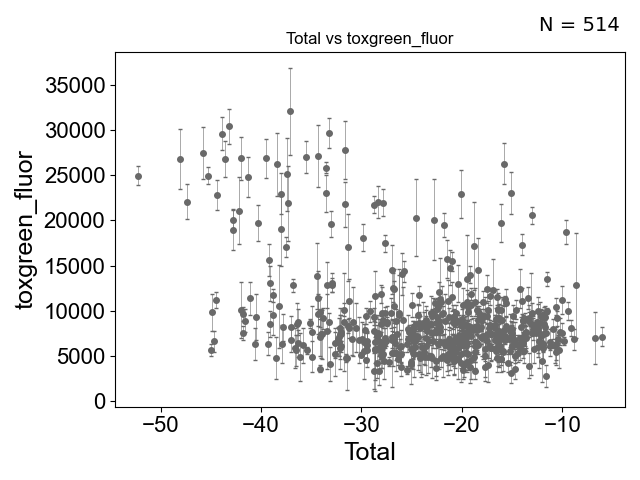 N = 514
Total vs toxgreen_fluor
toxgreen_fluor
35000
30000
25000
20000
15000
10000
5000
0
−50 −40 −30 −20 −10
Total